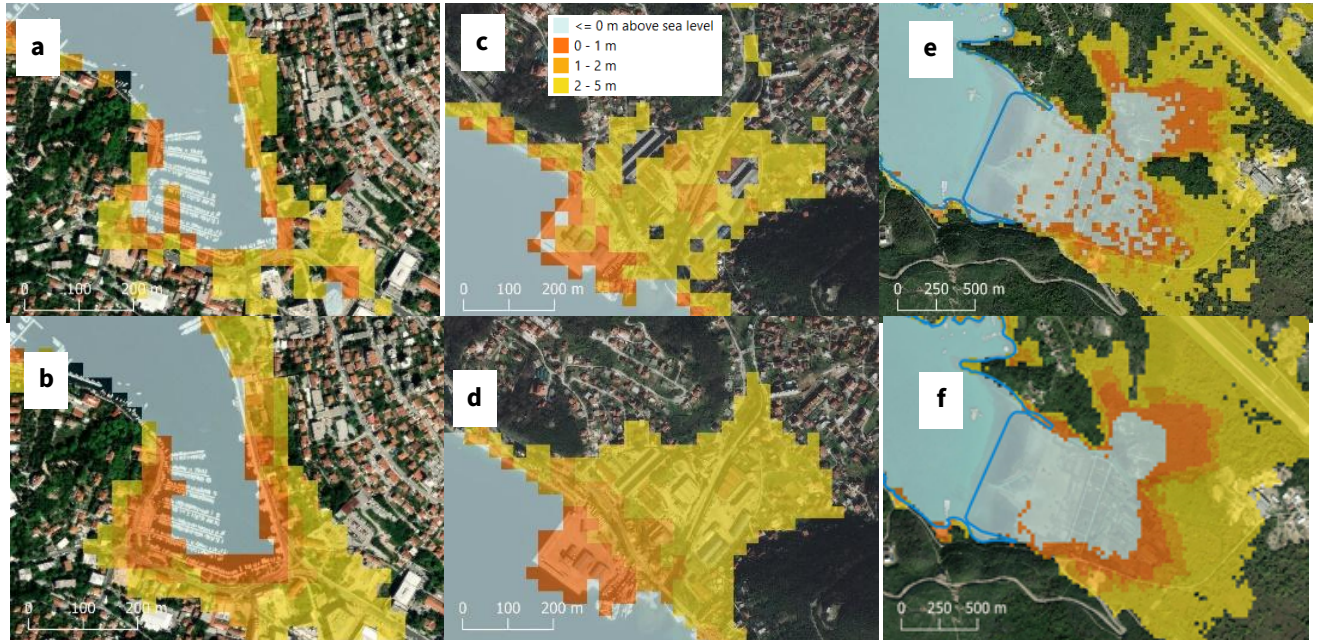 a
c
<= 0 m above sea level
0 - 1 m
1 - 2 m
2 - 5 m
e
0 100 200 m
0 100 200 m
0 250 500 m
b
d
f
0 100 200 m
0 100 200 m
0 250 500 m